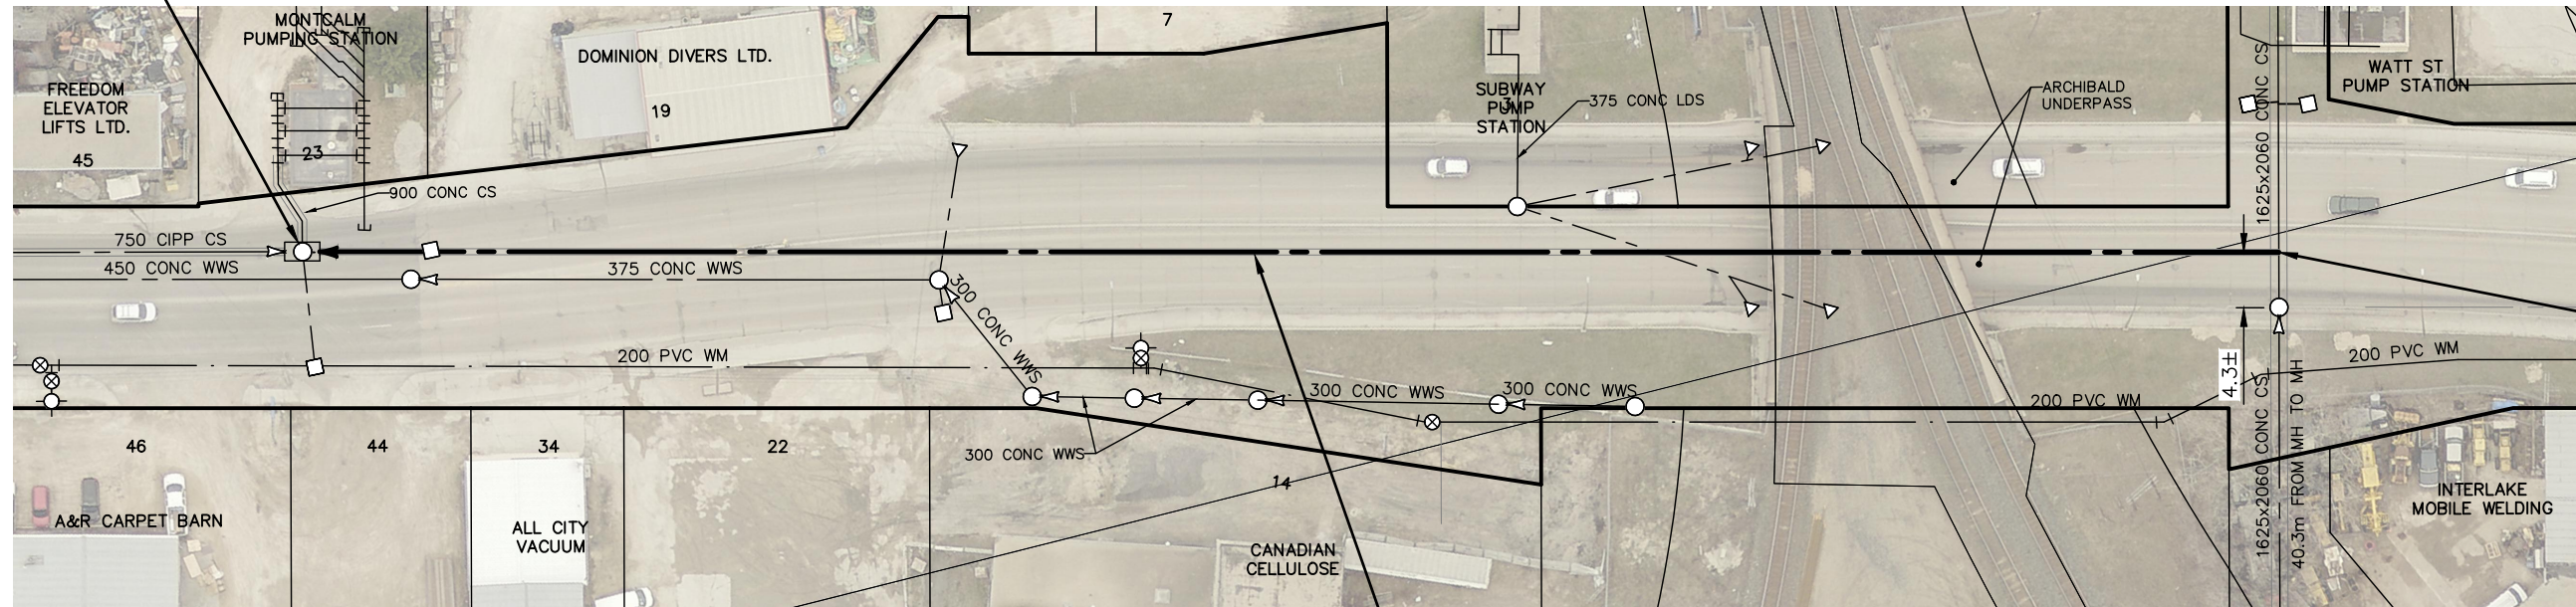 MONTCALM
PUMPING STATION
7
DOMINION DIVERS LTD.
FREEDOM
ELEVATOR
LIFTS LTD.
45
19
23
SUBWAY
PUMP
STATION
3
375 CONC LDS
ARCHIBALD
UNDERPASS
WATT ST
PUMP STATION
1625x2060 CONC CS
900 CONC CS
750 CIPP CS
450 CONC WWS
375 CONC WWS
300 CONC WWS
200 PVC WM
300 CONC WWS
300 CONC WWS
200 PVC WM
200 PVC WM
4.3±
1625x2060 CONC CS
40.3m FROM MH TO MH
46
44
34
22
300 CONC WWS
14
A&R CARPET BARN
ALL CITY
VACUUM
CANADIAN
CELLULOSE
INTERLAKE
MOBILE WELDING